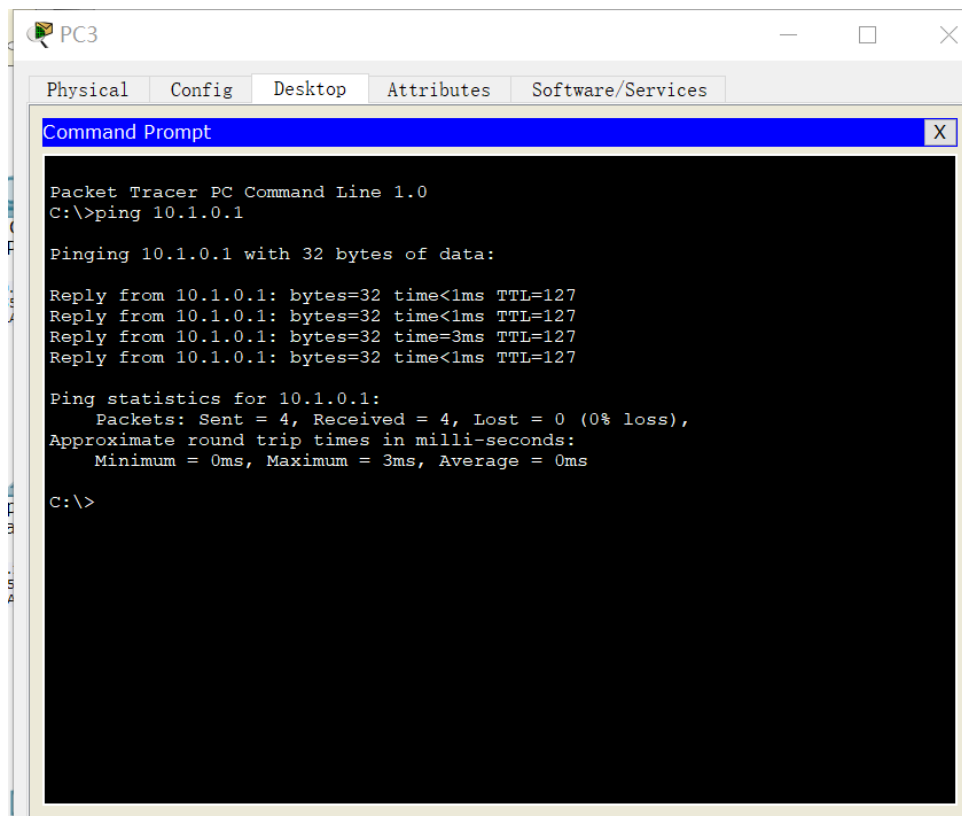 PC3
Physical Config Desktop Attributes Software/Services
Command Prompt X
Packet Tracer PC Command Line 1.0
C:\>ping 10.1.0.1
Pinging 10.1.0.1 with 32 bytes of data:
Reply from 10.1.0.1: bytes=32 time<1ms TTL=127
Reply from 10.1.0.1: bytes=32 time<1ms TTL=127
Reply from 10.1.0.1: bytes=32 time=3ms TTL=127
Reply from 10.1.0.1: bytes=32 time<1ms TTL=127
Ping statistics for 10.1.0.1:
Packets: Sent = 4, Received = 4, Lost = 0 (0% loss),
Approximate round trip times in milli-seconds:
Minimum = 0ms, Maximum = 3ms, Average = 0ms
C:\>